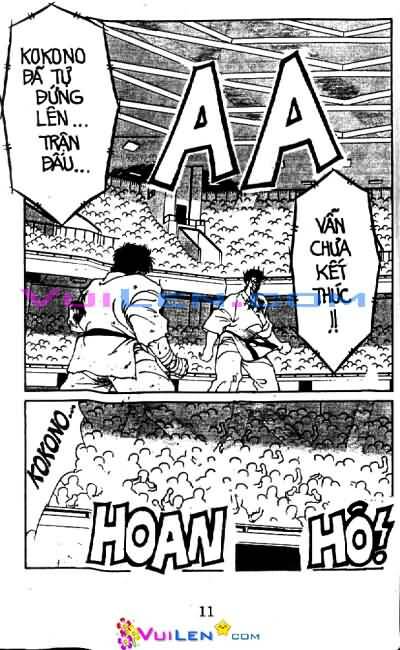 KOKONO
ĐÃ TỰ
ĐỨNG
LÊN...
TRẬN
ĐẤU...
AA
VẪN
CHƯA
KẾT
THÚC
!!
VUILEN.COM
KOKONO...
HOAN HÔ!
11
VUILEN.COM